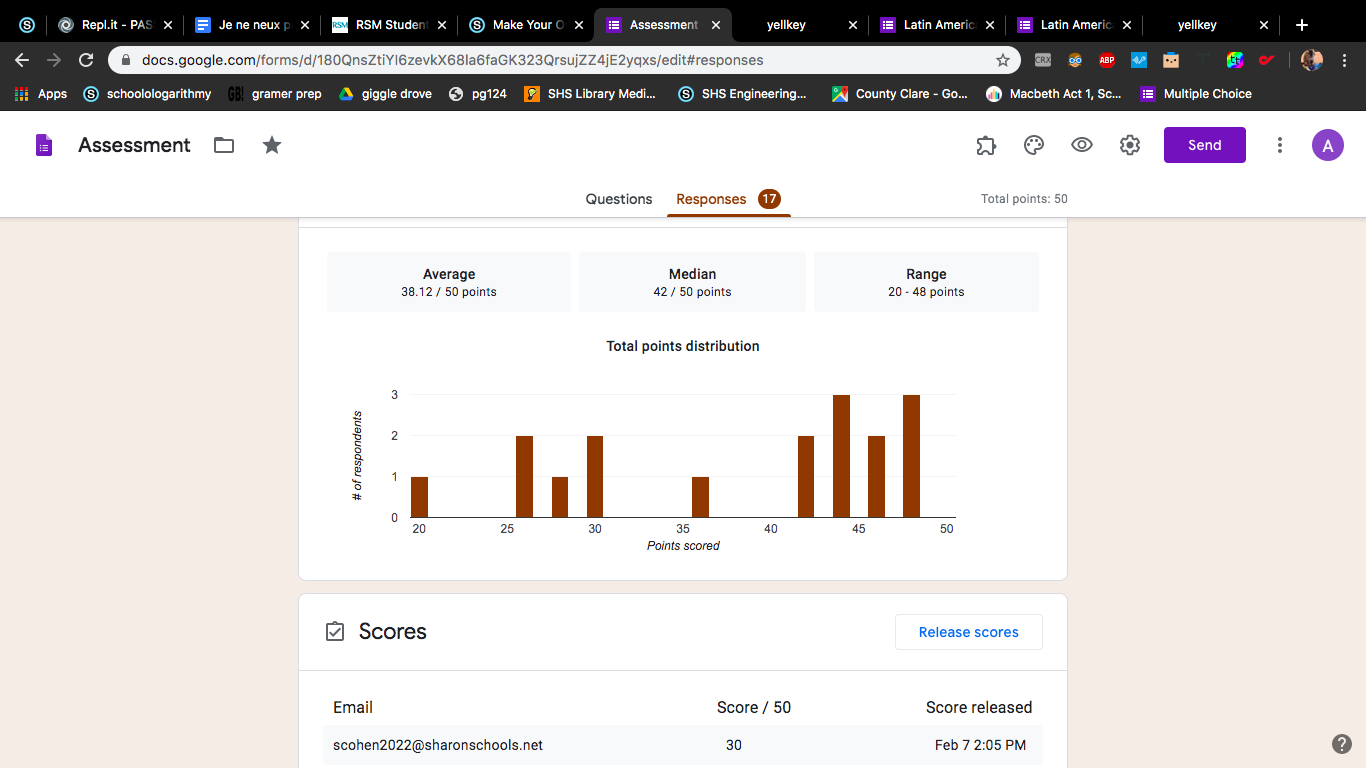 Repl.it - PAS
Je ne neux p
RSM RSM Student
Make Your O
Assessment
yellkey
Latin Americ
Latin Americ
yellkey
docs.google.com/forms/d/180QnsZtiYI6zevkX68Ia6faGK323QrsujZZ4jE2yqxs/edit#responses
CRX
ABP
Apps
schoolologarithmy
GB! gramer prep
giggle drove
pg124
SHS Library Medi...
SHS Engineering...
County Clare - Go...
Macbeth Act 1, Sc...
Multiple Choice
Assessment
Send
A
Questions
Responses 17
Total points: 50
Average
38.12 / 50 points
Median
42 / 50 points
Range
20 - 48 points
Total points distribution
# of respondents
3
2
1
0
20 25 30 35 40 45 50
Points scored
Scores
Release scores
Email Score / 50 Score released
scohen2022@sharonschools.net 30 Feb 7 2:05 PM